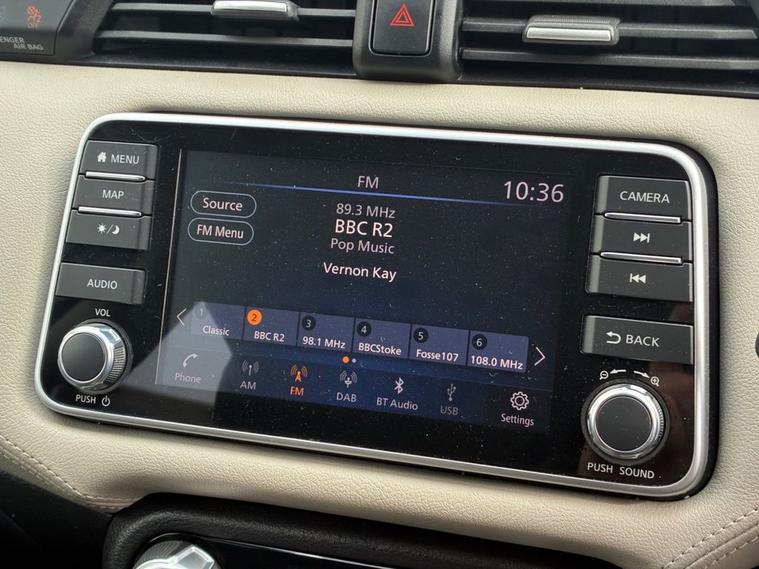 PASSENGER
AIR BAG
MENU
MAP
AUDIO
VOL
PUSH
FM
10:36
Source
FM Menu
89.3 MHz
BBC R2
Pop Music
Vernon Kay
1
Classic
2
BBC R2
3
98.1 MHz
4
BBCStoke
5
Fosse107
6
108.0 MHz
Phone
AM
FM
DAB
BT Audio
USB
Settings
CAMERA
BACK
PUSH SOUND